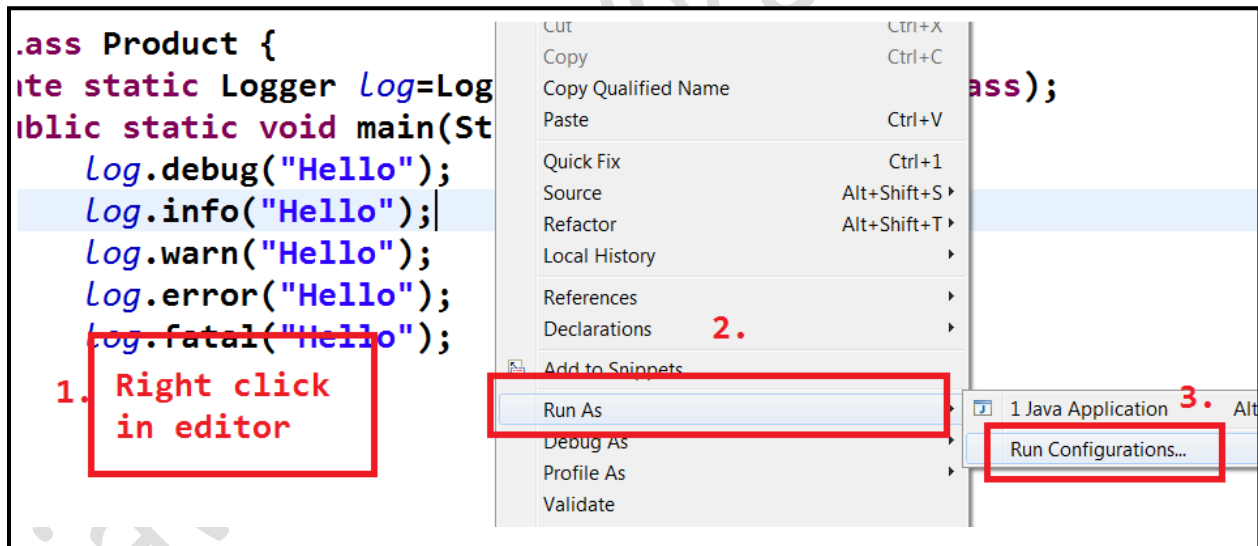 .ass Product {
ate static Logger log=Log
ass);
ublic static void main(St
log.debug("Hello");
log.info("Hello");
log.warn("Hello");
log.error("Hello");
log.fatal("Hello");
1. Right click
in editor
Cut Ctrl+X
Copy Ctrl+C
Copy Qualified Name
Paste Ctrl+V
Quick Fix Ctrl+1
Source Alt+Shift+S
Refactor Alt+Shift+T
Local History
References
Declarations
2.
Add to Snippets
Run As
Debug As
Profile As
Validate
1 Java Application 3. Alt
Run Configurations...